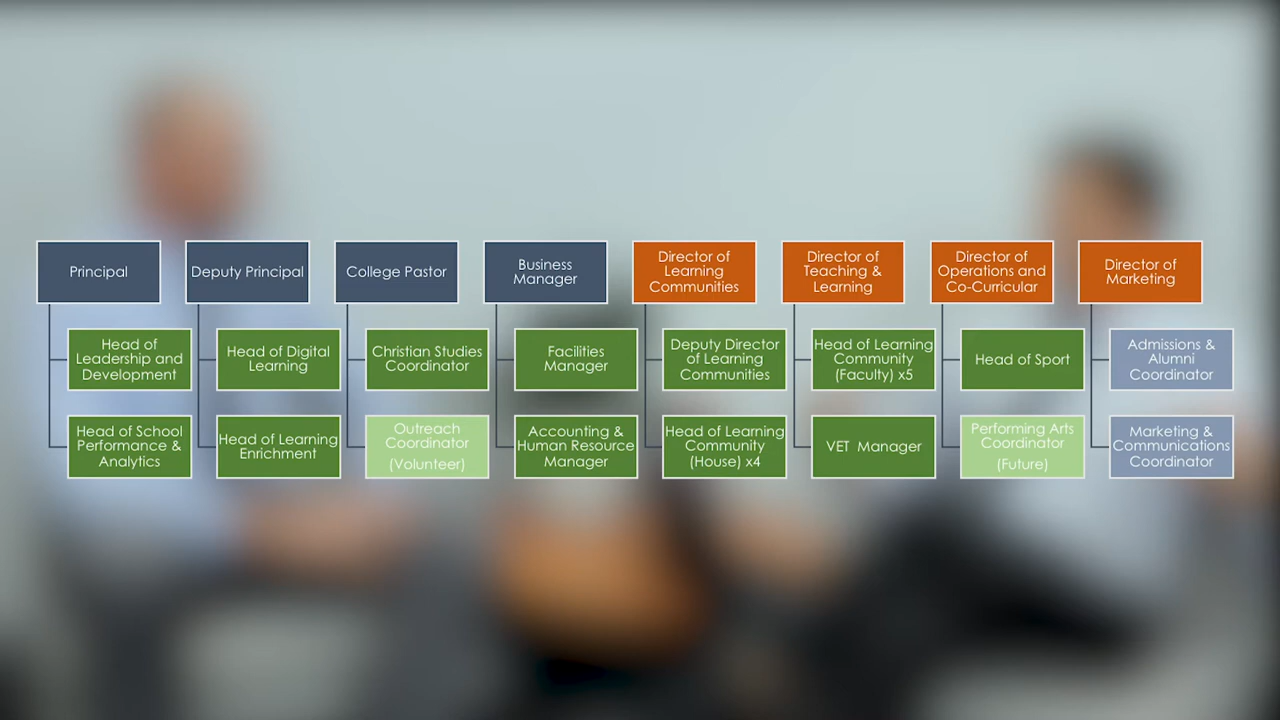 Principal
Deputy Principal
College Pastor
Business
Manager
Director of
Learning
Communities
Director of
Teaching &
Learning
Director of
Operations and
Co-Curricular
Director of
Marketing
Head of
Leadership and
Development
Head of Digital
Learning
Christian Studies
Coordinator
Facilities
Manager
Deputy Director
of Learning
Communities
Head of Learning
Community
(Faculty) x5
Head of Sport
Admissions &
Alumni
Coordinator
Head of School
Performance &
Analytics
Head of Learning
Enrichment
Outreach
Coordinator
(Volunteer)
Accounting &
Human Resource
Manager
Head of Learning
Community
(House) x4
VET Manager
Performing Arts
Coordinator
(Future)
Marketing &
Communications
Coordinator